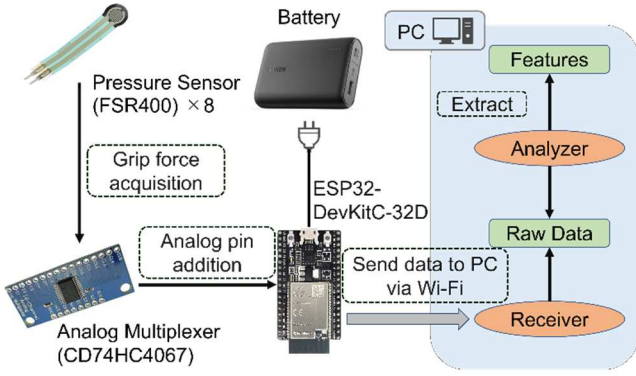 Battery
PC
Features
Pressure Sensor
(FSR400) ×8
Extract
Grip force
acquisition
Analyzer
ESP32-
DevKitC-32D
Analog pin
addition
Raw Data
Send data to PC
via Wi-Fi
Analog Multiplexer
(CD74HC4067)
Receiver